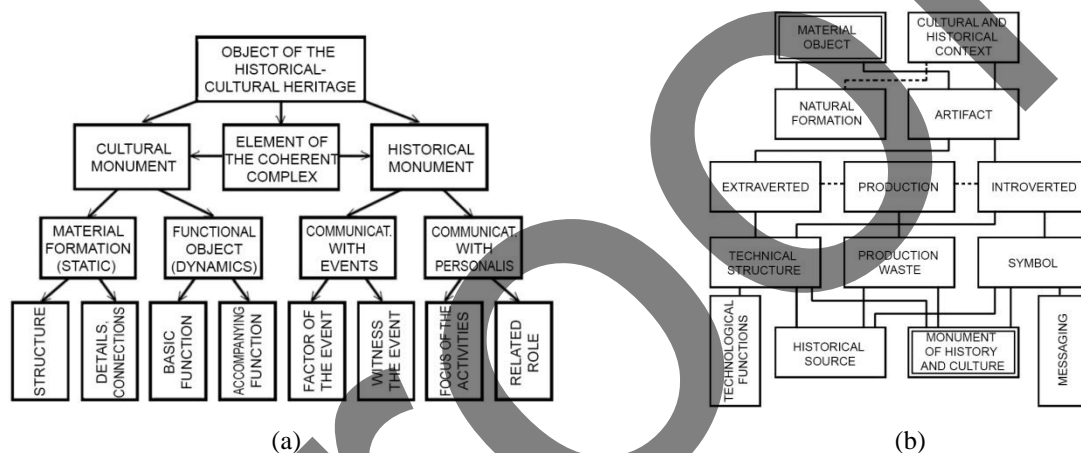 OBJECT OF THE
HISTORICAL-
CULTURAL HERITAGE
CULTURAL
MONUMENT
ELEMENT OF
THE COHERENT
COMPLEX
HISTORICAL
MONUMENT
MATERIAL
FORMATION
(STATIC)
FUNCTIONAL
OBJECT
(DYNAMICS)
COMMUNICAT.
WITH
EVENTS
COMMUNICAT.
WITH
PERSONALIS
STRUCTURE
DETAILS,
CONNECTIONS
BASIC
FUNCTION
ACCOMPANYING
FUNCTION
FACTOR OF
THE EVENT
WITNESS
THE EVENT
FOCUS OF THE
ACTIVITIES
RELATED
ROLE
(a)
MATERIAL
OBJECT
CULTURAL AND
HISTORICAL
CONTEXT
NATURAL
FORMATION
ARTIFACT
EXTRAVERTED
PRODUCTION
INTROVERTED
TECHNICAL
STRUCTURE
PRODUCTION
WASTE
SYMBOL
TECHNOLOGICAL
FUNCTIONS
HISTORICAL
SOURCE
MONUMENT
OF HISTORY
AND CULTURE
MESSAGING
(b)